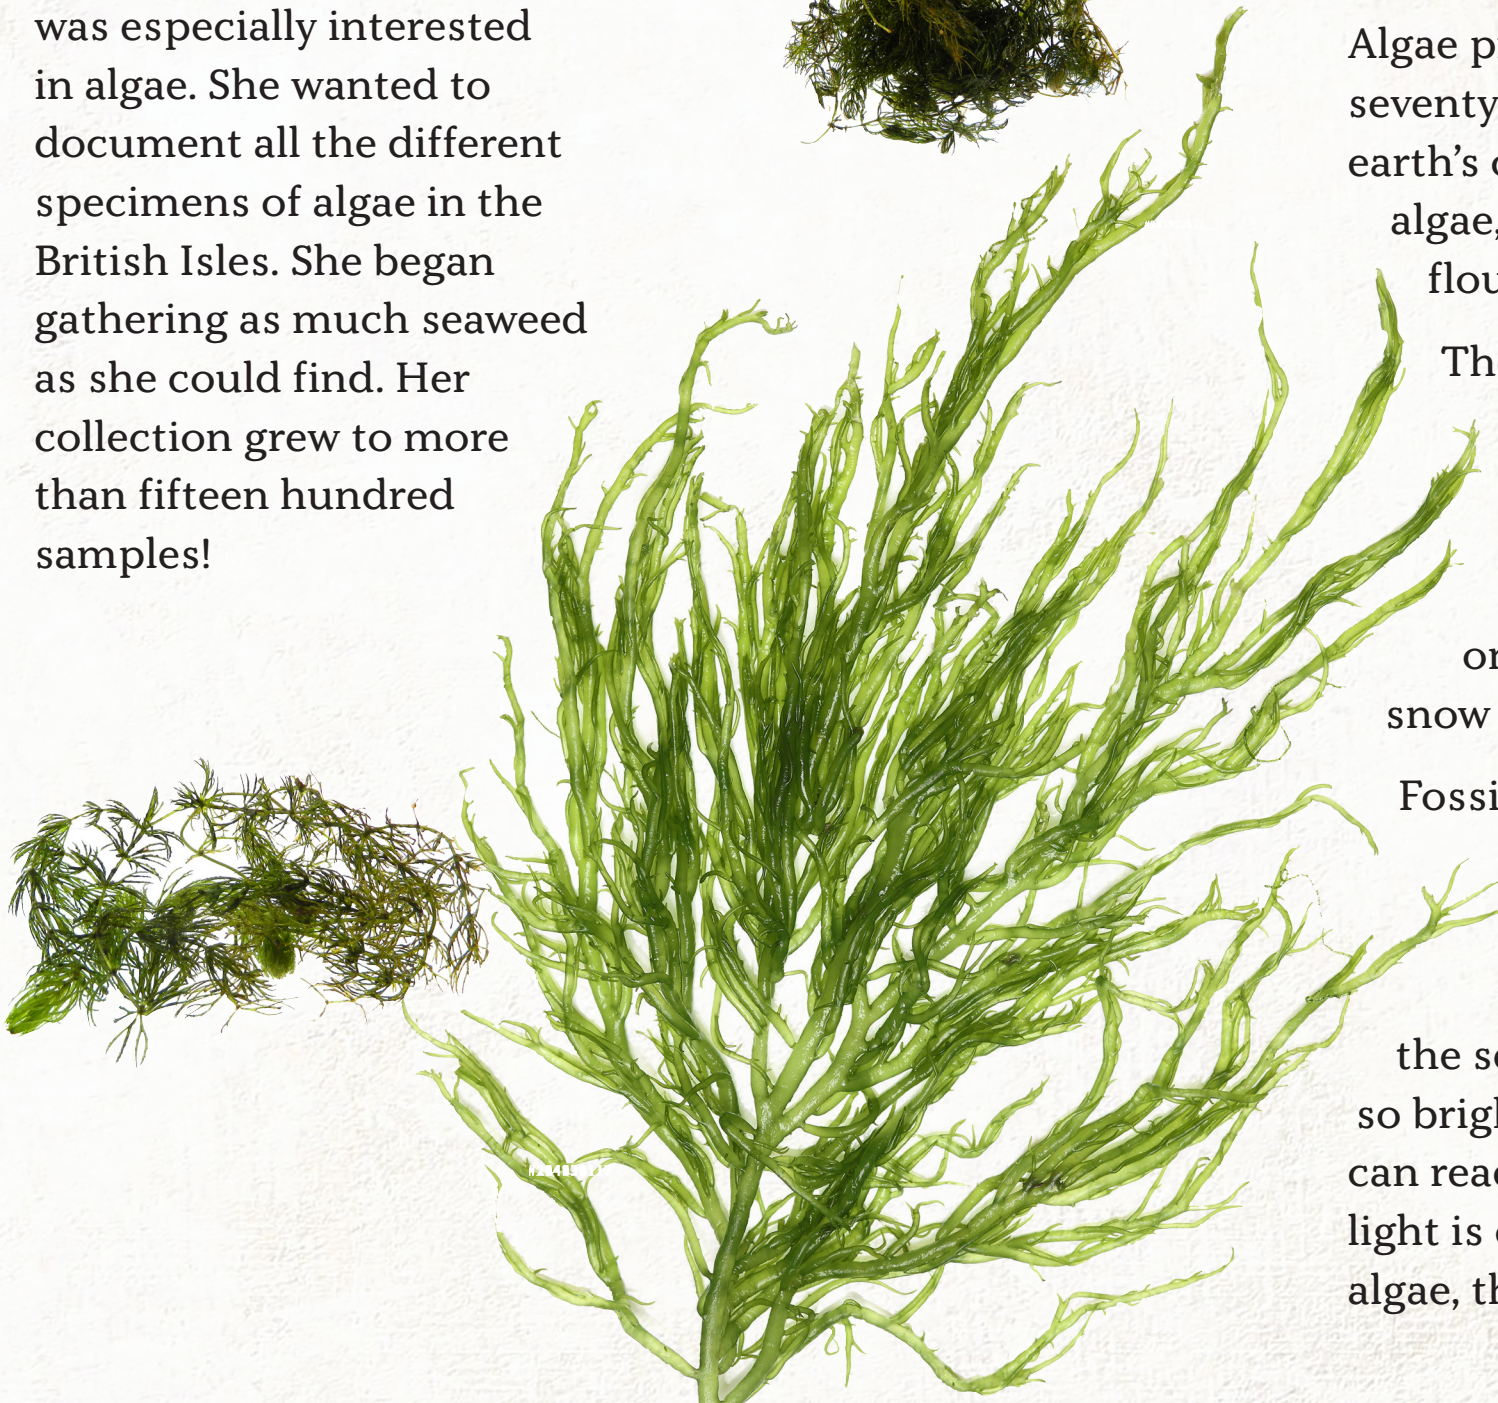 was especially interested
in algae. She wanted to
document all the different
specimens of algae in the
British Isles. She began
gathering as much seaweed
as she could find. Her
collection grew to more
than fifteen hundred
samples!
Algae
seventy
earth's
algae,
snow
the
so
can
light is
algae,